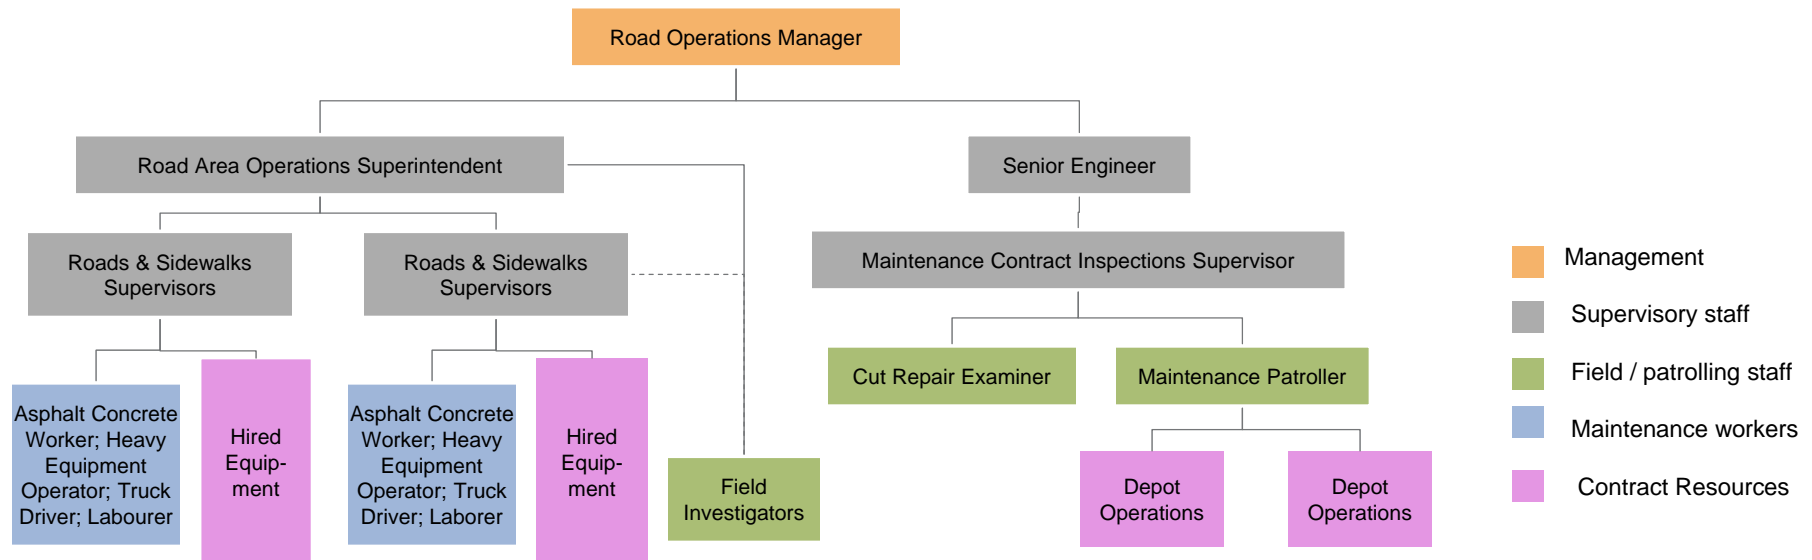 Road Operations Manager
Road Area Operations Superintendent
Senior Engineer
Roads & Sidewalks
Supervisors
Roads & Sidewalks
Supervisors
Maintenance Contract Inspections Supervisor
Cut Repair Examiner
Maintenance Patroller
Asphalt Concrete
Worker; Heavy
Equipment
Operator; Truck
Driver; Labourer
Hired
Equip-
ment
Asphalt Concrete
Worker; Heavy
Equipment
Operator; Truck
Driver; Laborer
Hired
Equip-
ment
Field
Investigators
Depot
Operations
Depot
Operations
Management
Supervisory staff
Field / patrolling staff
Maintenance workers
Contract Resources